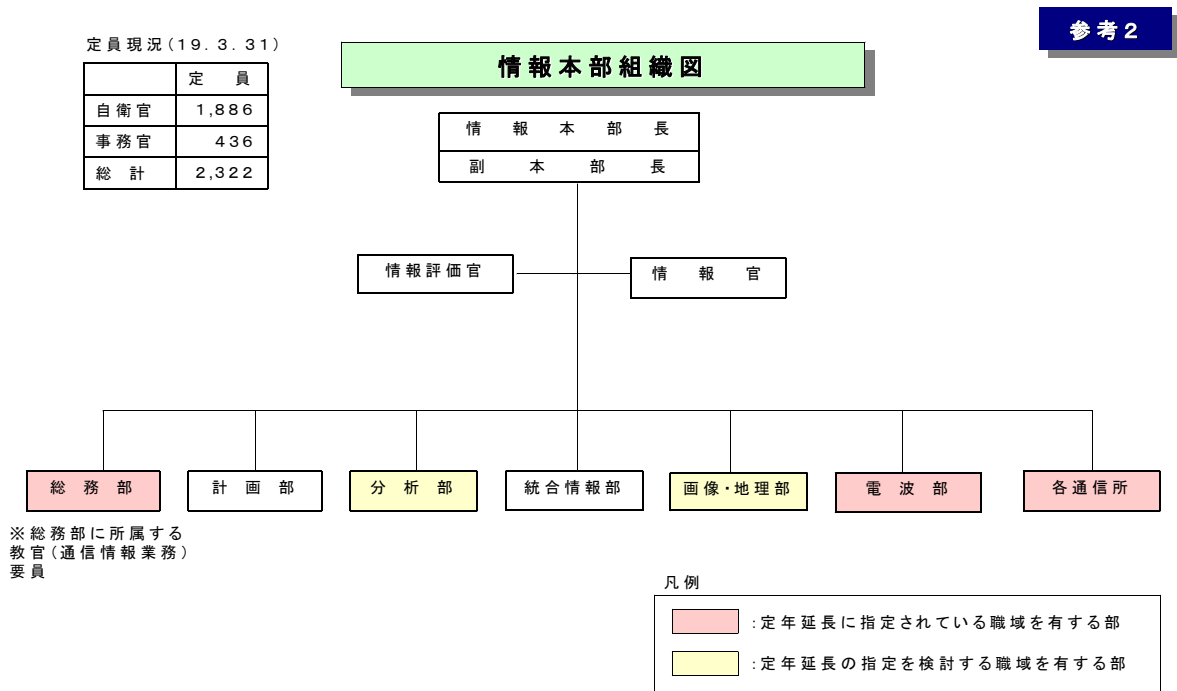 参考2
定員現況(19.3.31)
情報本部組織図
定 員
自衛官 1,886
事務官 436
総 計 2,322
情 報 本 部 長
副 本 部 長
情報評価官
情 報 官
総 務 部
計 画 部
分 析 部
統合情報部
画像・地理部
電 波 部
各通信所
※総務部に所属する
教官(通信情報業務)
要員
凡例
:定年延長に指定されている職域を有する部
:定年延長の指定を検討する職域を有する部